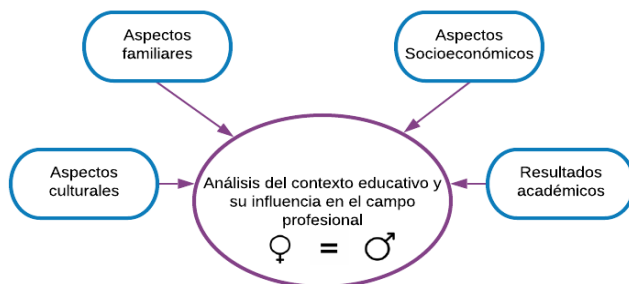 Aspectos
familiares
Aspectos
Socioeconómicos
Aspectos
culturales
Análisis del contexto educativo y
su influencia en el campo
profesional
♀ = ♂
Resultados
académicos